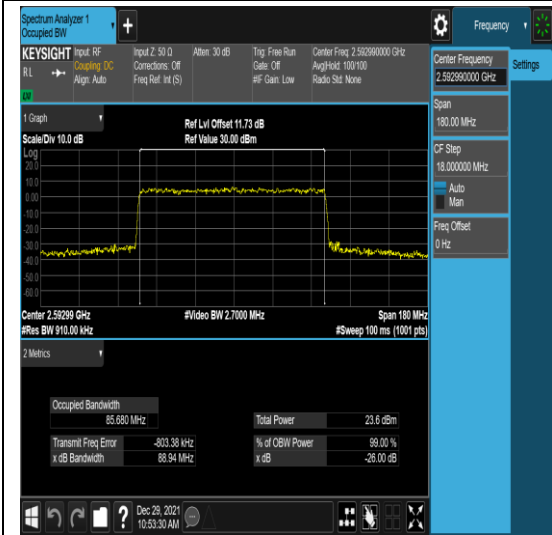 Spectrum Analyzer 1
Occupied BW
+
Frequency
KEYSIGHT
R L
Input: RF
Coupling: DC
Align: Auto
Input Z: 50 Ω
Corrections: Off
Freq Ref: Int (S)
Atten: 30 dB
Trig: Free Run
Gate: Off
#IF Gain: Low
Center Freq: 2.592990000 GHz
Avg|Hold: 100/100
Radio Std: None
Center Frequency
2.592990000 GHz
Settings
Span
180.00 MHz
CF Step
18.000000 MHz
Auto
Man
Freq Offset
0 Hz
1 Graph
Scale/Div 10.0 dB
Ref Lvl Offset 11.73 dB
Ref Value 30.00 dBm
Log
20.0
10.0
0.00
-10.0
-20.0
-30.0
-40.0
-50.0
-60.0
Center 2.59299 GHz
#Res BW 910.00 kHz
#Video BW 2.7000 MHz
Span 180 MHz
#Sweep 100 ms (1001 pts)
2 Metrics
Occupied Bandwidth
85.680 MHz
Total Power 23.6 dBm
Transmit Freq Error -803.38 kHz
% of OBW Power 99.00 %
x dB Bandwidth 88.94 MHz
x dB -26.00 dB
?
Dec 29, 2021
10:53:30 AM